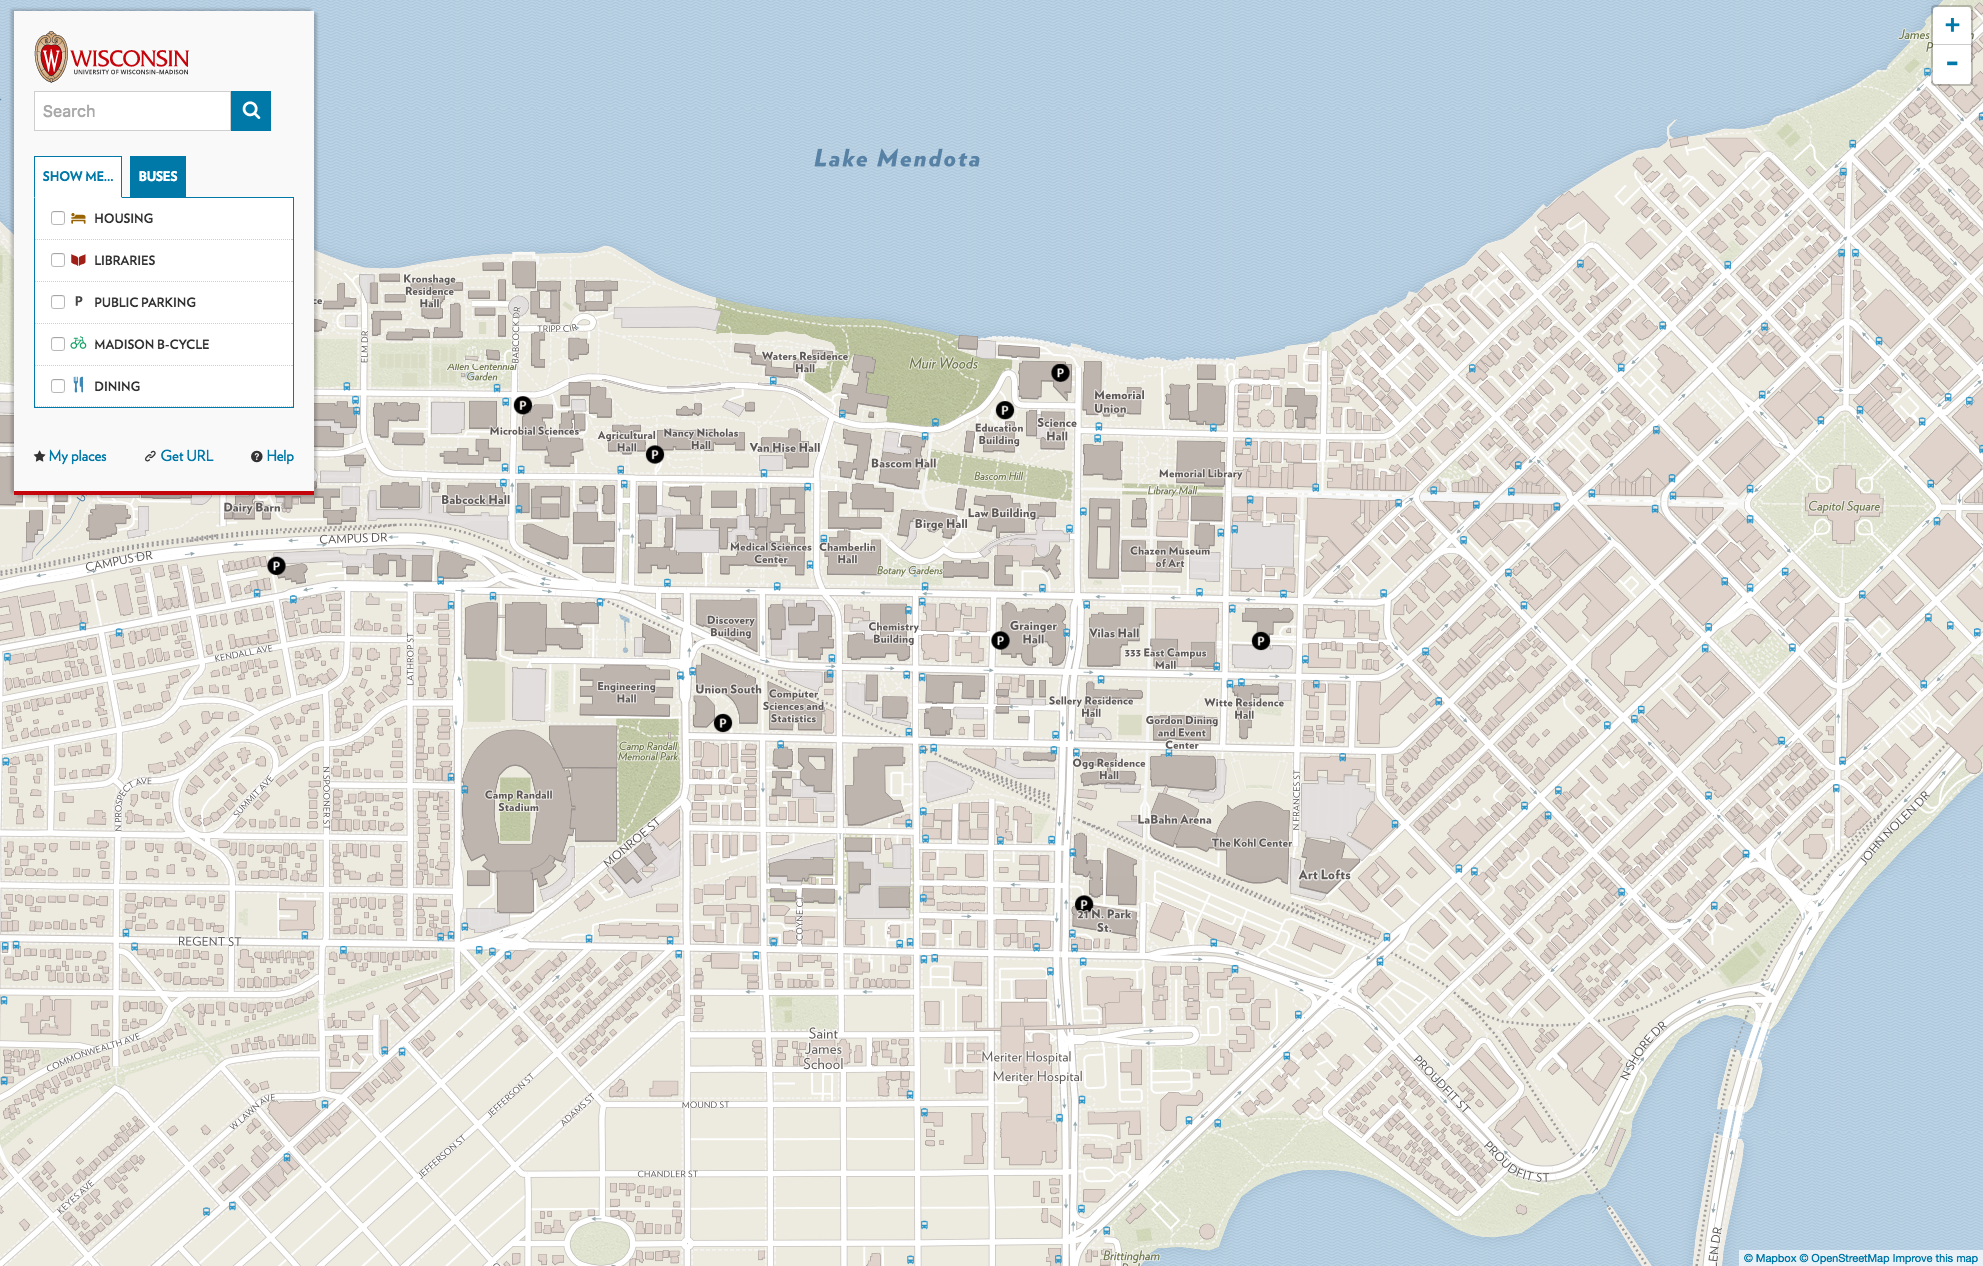 WISCONSIN
UNIVERSITY OF WISCONSIN–MADISON
Search
SHOW ME...
BUSES
HOUSING
LIBRARIES
P PUBLIC PARKING
MADISON B-CYCLE
DINING
My places
Get URL
Help
+
-
Lake Mendota
Kronshage
Residence
Hall
ELM DR
BABCOCK DR
TRIPP CIR
Allen Centennial
Garden
Waters Residence
Hall
Muir Woods
P
P
P
P
Memorial
Union
Microbial Sciences
Agricultural
Hall
Nancy Nicholas
Hall
Van Hise Hall
Education
Building
Science
Hall
Bascom Hall
Bascom Hill
Memorial Library
Library Mall
Babcock Hall
Dairy Barn
Law Building
Birge Hall
Capitol Square
CAMPUS DR
CAMPUS DR
P
Medical Sciences
Center
Chamberlin
Hall
Botany Gardens
Chazen Museum
of Art
Discovery
Building
Chemistry
Building
P
Grainger
Hall
Vilas Hall
333 East Campus
Mall
P
KENDALL AVE
LATHROP ST
Engineering
Hall
Union South
P
Computer
Sciences and
Statistics
Sellery Residence
Hall
Witte Residence
Hall
Gordon Dining
and Event
Center
Camp Randall
Memorial Park
Ogg Residence
Hall
N PROSPECT AVE
SUMMIT AVE
N SPOONER ST
Camp Randall
Stadium
MONROE ST
LaBahn Arena
The Kohl Center
N FRANCES ST
Art Lofts
JOHN NOLEN DR
P
21 N. Park
St.
COYNE CT
REGENT ST
COMMONWEALTH AVE
Saint
James
School
Meriter Hospital
Meriter Hospital
N SHORE DR
PROUDFIT ST
PROUDFIT ST
W LAWN AVE
JEFFERSON ST
JEFFERSON ST
ADAMS ST
MOUND ST
CHANDLER ST
KEYES AVE
Brittingham
© Mapbox © OpenStreetMap Improve this map